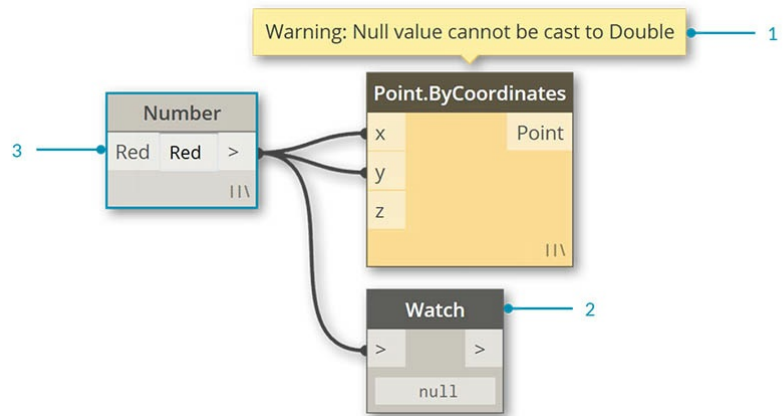 Warning: Null value cannot be cast to Double
1
Point.ByCoordinates
Number
x
Point
3
Red
Red
>
y
z
Watch
2
>
>
null